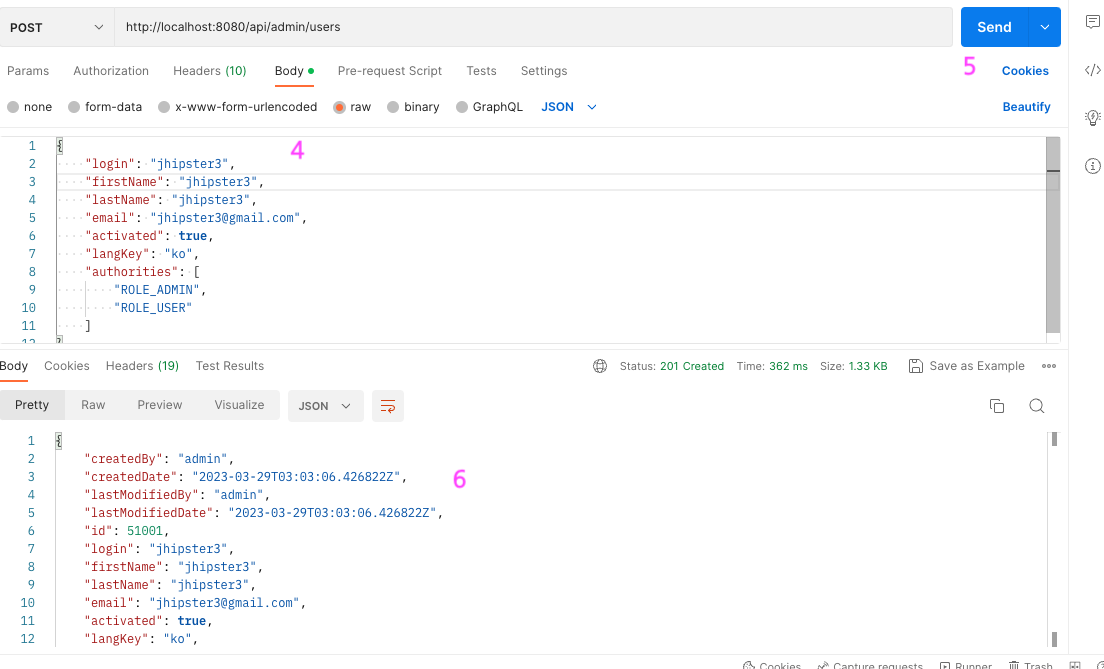 POST http://localhost:8080/api/admin/users Send
5
Params Authorization Headers (10) Body Pre-request Script Tests Settings Cookies
none form-data x-www-form-urlencoded raw binary GraphQL JSON Beautify
4
1 {
2 "login": "jhipster3",
3 "firstName": "jhipster3",
4 "lastName": "jhipster3",
5 "email": "jhipster3@gmail.com",
6 "activated": true,
7 "langKey": "ko",
8 "authorities": [
9 "ROLE_ADMIN",
10 "ROLE_USER"
11 ]
12 }
Body Cookies Headers (19) Test Results Status: 201 Created Time: 362 ms Size: 1.33 KB Save as Example
Pretty Raw Preview Visualize JSON
1 {
2 "createdBy": "admin",
3 "createdDate": "2023-03-29T03:03:06.426822Z",
6
4 "lastModifiedBy": "admin",
5 "lastModifiedDate": "2023-03-29T03:03:06.426822Z",
6 "id": 51001,
7 "login": "jhipster3",
8 "firstName": "jhipster3",
9 "lastName": "jhipster3",
10 "email": "jhipster3@gmail.com",
11 "activated": true,
12 "langKey": "ko",
Cookies Capture requests Runner Trash